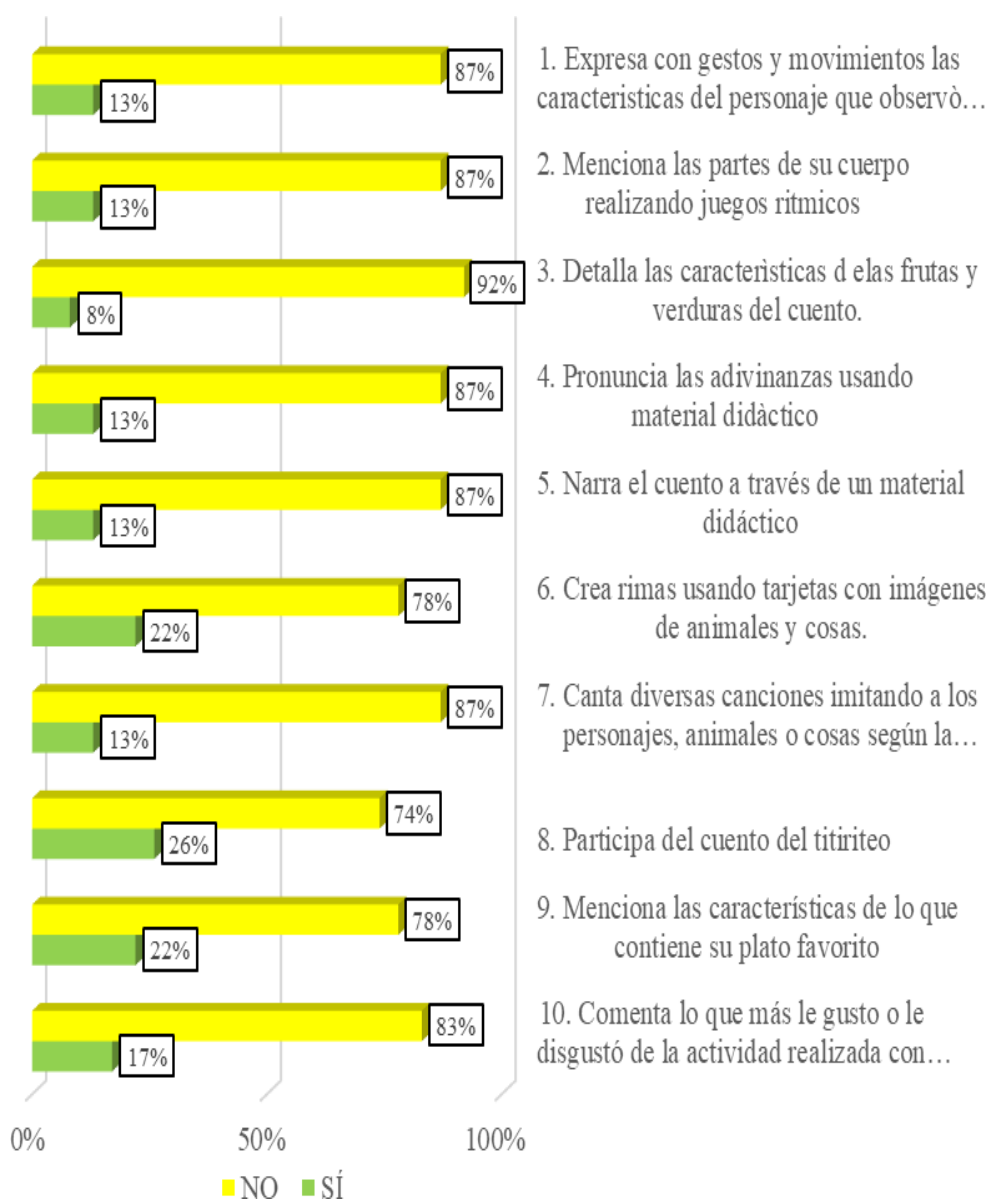 87%
13%
1. Expresa con gestos y movimientos las
caracteristicas del personaje que observò…
87%
13%
2. Menciona las partes de su cuerpo
realizando juegos ritmicos
92%
8%
3. Detalla las caracterìsticas d elas frutas y
verduras del cuento.
87%
13%
4. Pronuncia las adivinanzas usando
material didàctico
87%
13%
5. Narra el cuento a través de un material
didáctico
78%
22%
6. Crea rimas usando tarjetas con imágenes
de animales y cosas.
87%
13%
7. Canta diversas canciones imitando a los
personajes, animales o cosas según la…
74%
26%
8. Participa del cuento del titiriteo
78%
22%
9. Menciona las características de lo que
contiene su plato favorito
83%
17%
10. Comenta lo que más le gusto o le
disgustó de la actividad realizada con…
0% 50% 100%
NO SÍ